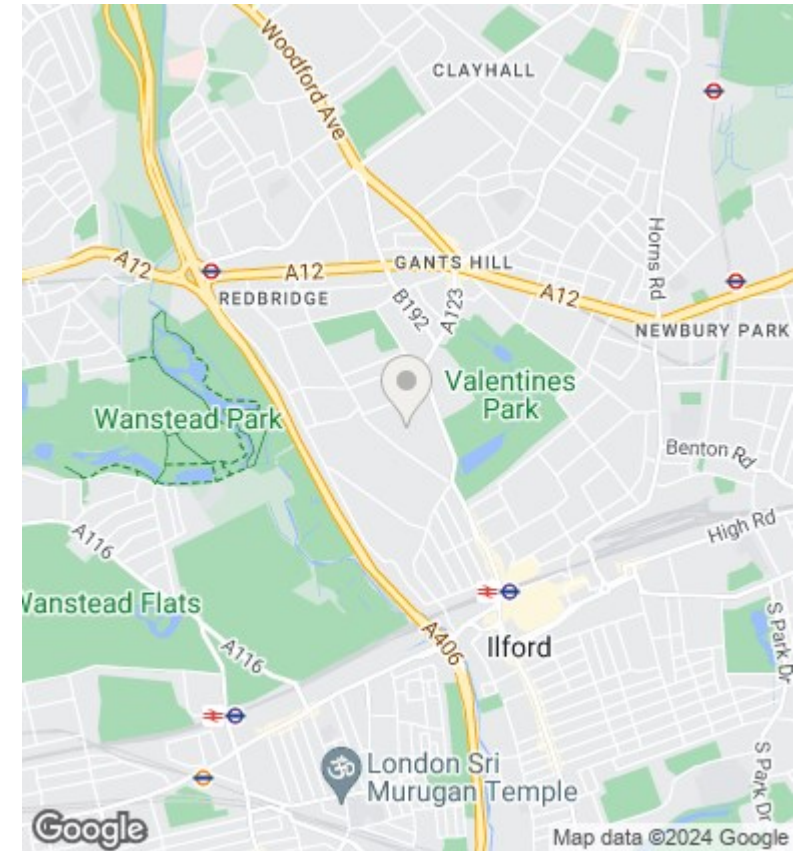 Woodford Ave
CLAYHALL
Horns Rd
A12
A12
GANTS HILL
A12
REDBRIDGE
B192
A123
NEWBURY PARK
Valentines
Park
Wanstead Park
Benton Rd
High Rd
A116
Wanstead Flats
A116
A406
Ilford
S Park Dr
S Park Dr
London Sri
Murugan Temple
Google
Map data ©2024 Google